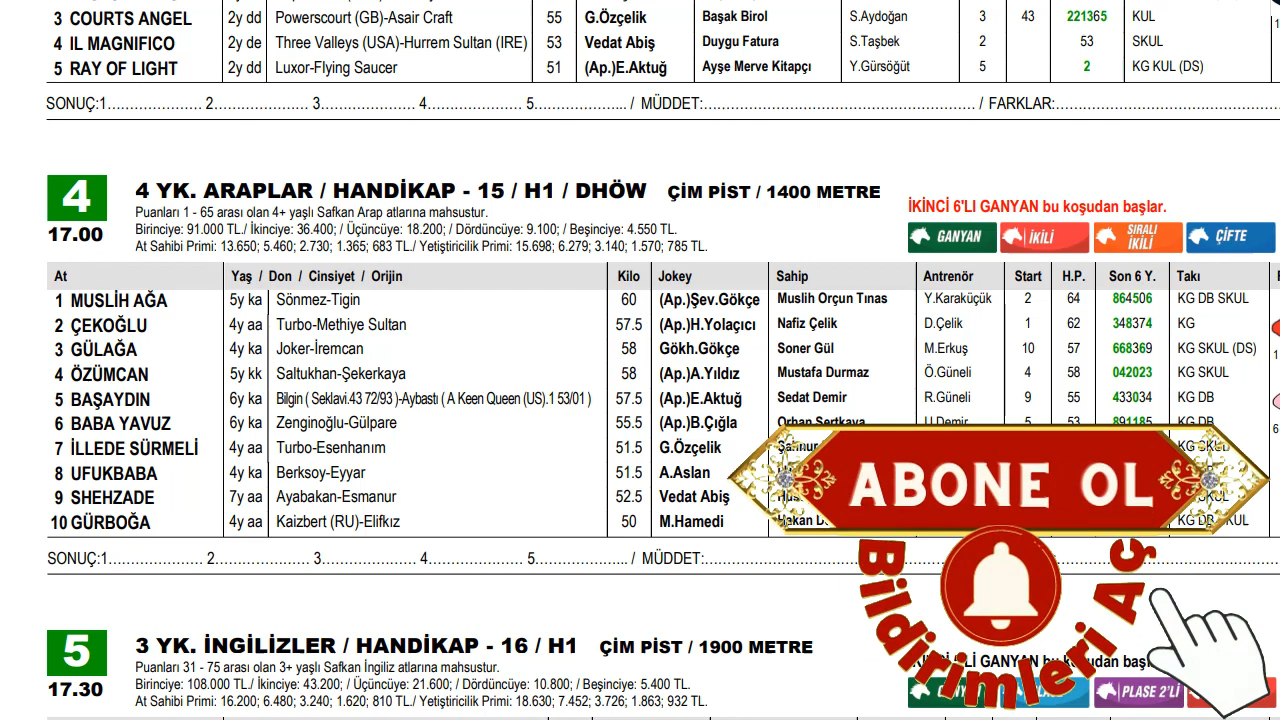 3 COURTS ANGEL 2y dd Powerscourt (GB)-Asair Craft 55 G.Özçelik Başak Birol S.Aydoğan 3 43 221365 KUL
4 IL MAGNIFICO 2y de Three Valleys (USA)-Hurrem Sultan (IRE) 53 Vedat Abiş Duygu Fatura S.Taşbek 2 53 SKUL
5 RAY OF LIGHT 2y dd Luxor-Flying Saucer 51 (Ap.)E.Aktuğ Ayşe Merve Kitapçı Y.Gürsöğüt 5 2 KG KUL (DS)
SONUÇ:1..................... 2..................... 3..................... 4..................... 5..................... / MÜDDET:............................................................ / FARKLAR:..................................................
4 4 YK. ARAPLAR / HANDİKAP - 15 / H1 / DHÖW ÇİM PİST / 1400 METRE
17.00
Puanları 1 - 65 arası olan 4+ yaşlı Safkan Arap atlarına mahsustur.
Birinciye: 91.000 TL./ İkinciye: 36.400; / Üçüncüye: 18.200; / Dördüncüye: 9.100; / Beşinciye: 4.550 TL.
At Sahibi Primi: 13.650; 5.460; 2.730; 1.365; 683 TL./ Yetiştiricilik Primi: 15.698; 6.279; 3.140; 1.570; 785 TL.
İKİNCİ 6'LI GANYAN bu koşudan başlar.
GANYAN İKİLİ SIRALI İKİLİ ÇİFTE
At Yaş / Don / Cinsiyet / Orijin Kilo Jokey Sahip Antrenör Start H.P. Son 6 Y. Takı
1 MUSLİH AĞA 5y ka Sönmez-Tigin 60 (Ap.)Şev.Gökçe Muslih Orçun Tınas Y.Karaküçük 2 64 864506 KG DB SKUL
2 ÇEKOĞLU 4y aa Turbo-Methiye Sultan 57.5 (Ap.)H.Yolaçıcı Nafiz Çelik D.Çelik 1 62 348374 KG
3 GÜLAĞA 4y ka Joker-İremcan 58 Gökh.Gökçe Soner Gül M.Erkuş 10 57 668369 KG SKUL (DS)
4 ÖZÜMCAN 5y kk Saltukhan-Şekerkaya 58 (Ap.)A.Yıldız Mustafa Durmaz Ö.Güneli 4 58 042023 KG SKUL
5 BAŞAYDIN 6y ka Bilgin ( Seklavi.43 72/93 )-Aybastı ( A Keen Queen (US).1 53/01 ) 57.5 (Ap.)E.Aktuğ Sedat Demir R.Güneli 9 55 433034 KG DB
6 BABA YAVUZ 6y ka Zenginoğlu-Gülpare 55.5 (Ap.)B.Çığla Orhan Sertkaya U.Demir 5 53 891185 KG DB
7 İLLEDE SÜRMELİ 4y aa Turbo-Esenhanım 51.5 G.Özçelik KG SKUL
8 UFUKBABA 4y ka Berksoy-Eyyar 51.5 A.Aslan
9 SHEHZADE 7y aa Ayabakan-Esmanur 52.5 Vedat Abiş SKUL
10 GÜRBOĞA 4y aa Kaizbert (RU)-Elifkız 50 M.Hamedi Hakan KG DB SKUL
ABONE OL
SONUÇ:1..................... 2..................... 3..................... 4..................... 5..................... / MÜDDET:..................................................
Bildirimleri Aç
5 3 YK. İNGİLİZLER / HANDİKAP - 16 / H1 ÇİM PİST / 1900 METRE
17.30
Puanları 31 - 75 arası olan 3+ yaşlı Safkan İngiliz atlarına mahsustur.
Birinciye: 108.000 TL./ İkinciye: 43.200; / Üçüncüye: 21.600; / Dördüncüye: 10.800; / Beşinciye: 5.400 TL.
At Sahibi Primi: 16.200; 6.480; 3.240; 1.620; 810 TL./ Yetiştiricilik Primi: 18.630; 7.452; 3.726; 1.863; 932 TL.
GANYAN bu koşudan
PLASE 2'Lİ